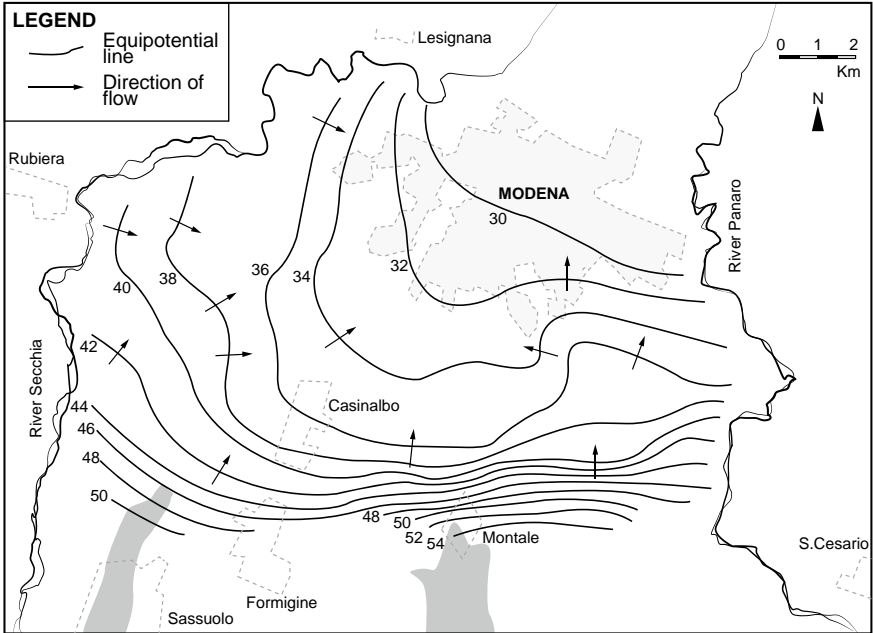 LEGEND
Equipotential
line
Direction of
flow
Lesignana
0 1 2
Km
N
Rubiera
MODENA
30
River Panaro
36
34
32
40
38
42
River Secchia
Casinalbo
44
46
48
50
48
50
52
54
Montale
S.Cesario
Formigine
Sassuolo